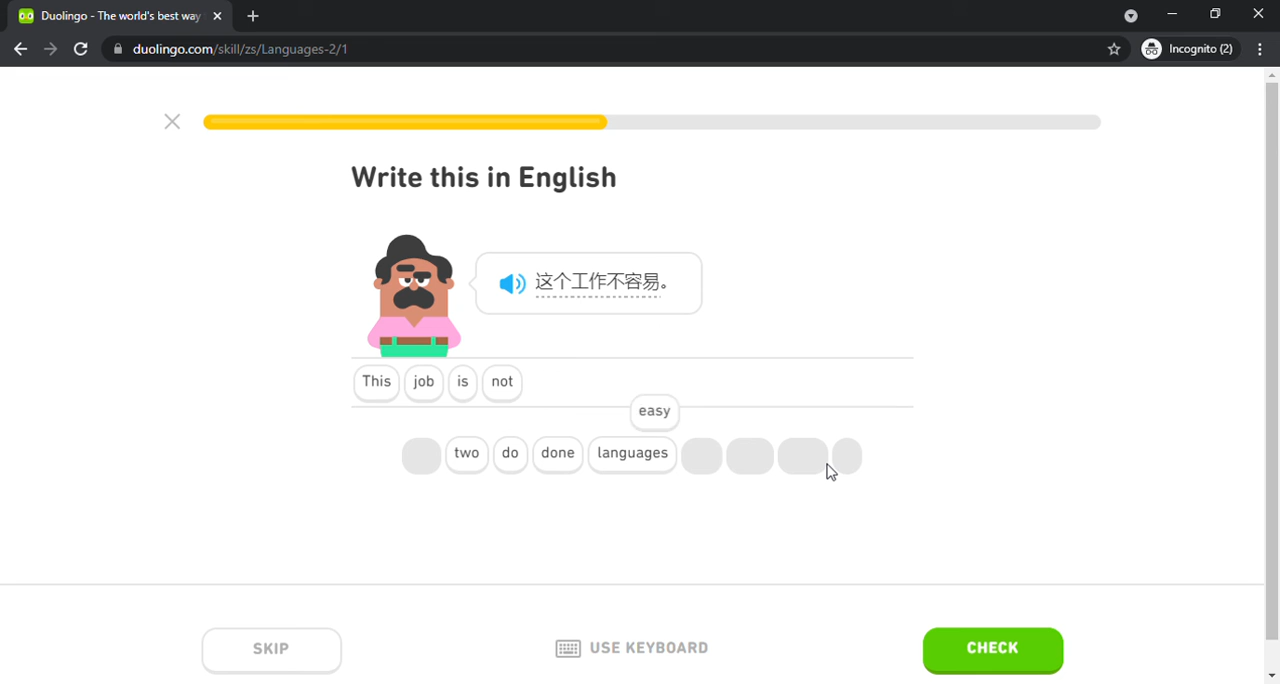 Duolingo - The world's best way
duolingo.com/skill/zs/Languages-2/1
Incognito (2)
Write this in English
这个工作不容易。
This job is not
easy
two do done languages
SKIP
USE KEYBOARD
CHECK